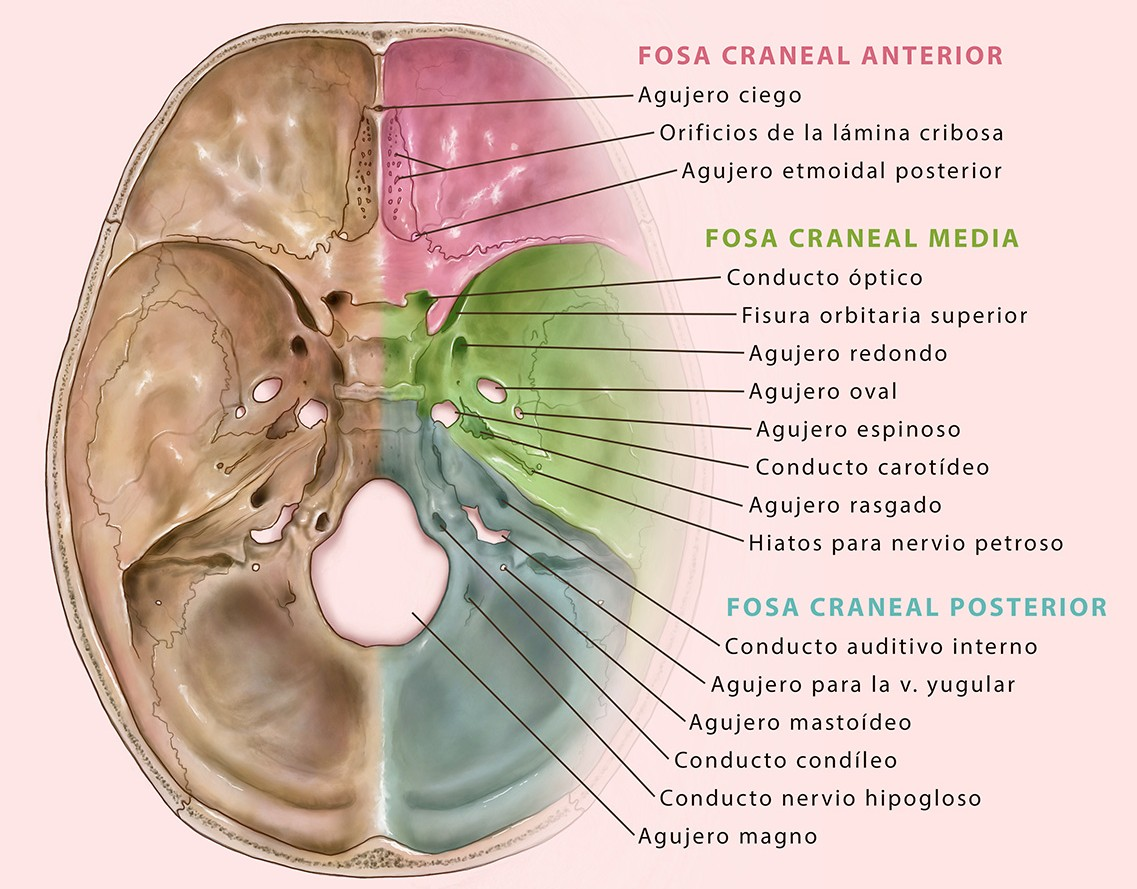 FOSA CRANEAL ANTERIOR
Agujero ciego
Orificios de la lámina cribosa
Agujero etmoidal posterior
FOSA CRANEAL MEDIA
Conducto óptico
Fisura orbitaria superior
Agujero redondo
Agujero oval
Agujero espinoso
Conducto carotídeo
Agujero rasgado
Hiatos para nervio petroso
FOSA CRANEAL POSTERIOR
Conducto auditivo interno
Agujero para la v. yugular
Agujero mastoídeo
Conducto condíleo
Conducto nervio hipogloso
Agujero magno